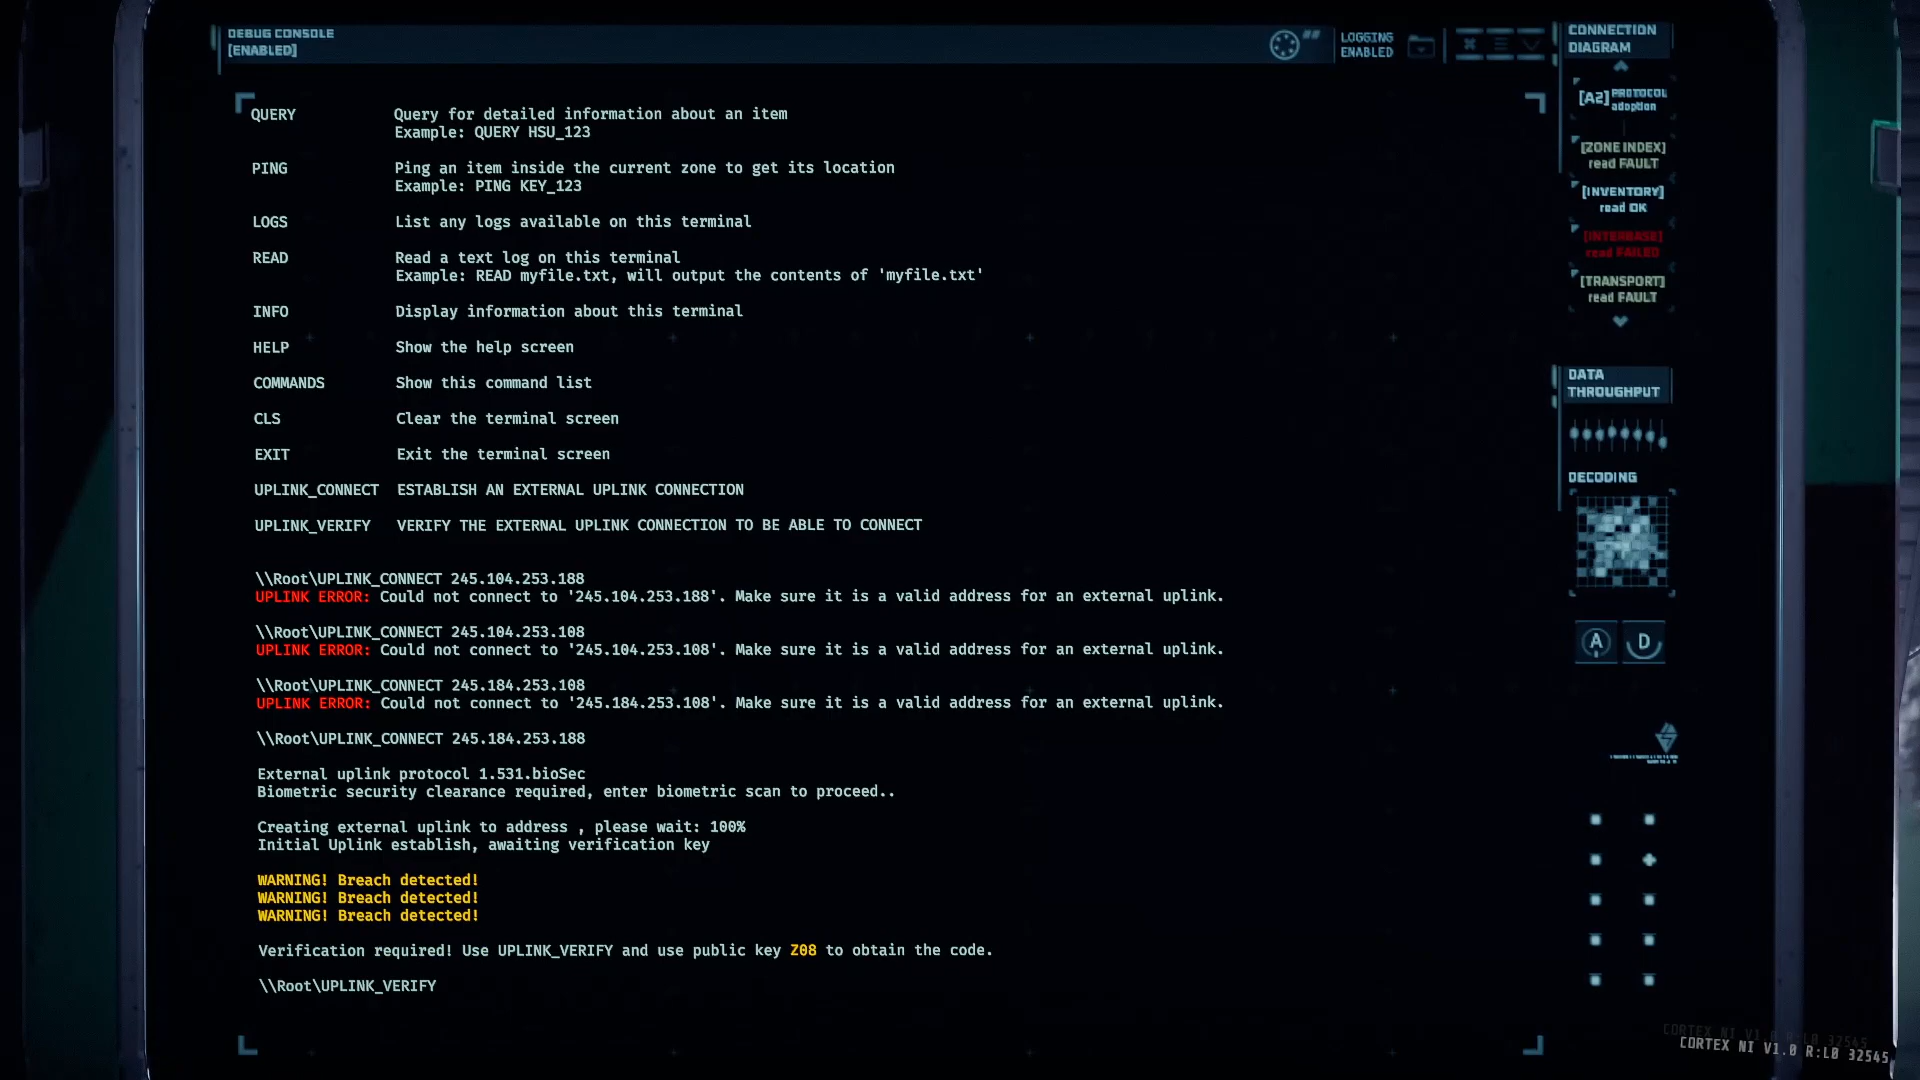 DEBUG CONSOLE
[ENABLED]
LOGGING
ENABLED
QUERY Query for detailed information about an item
Example: QUERY HSU_123
PING Ping an item inside the current zone to get its location
Example: PING KEY_123
LOGS List any logs available on this terminal
READ Read a text log on this terminal
Example: READ myfile.txt, will output the contents of 'myfile.txt'
INFO Display information about this terminal
HELP Show the help screen
COMMANDS Show this command list
CLS Clear the terminal screen
EXIT Exit the terminal screen
UPLINK_CONNECT ESTABLISH AN EXTERNAL UPLINK CONNECTION
UPLINK_VERIFY VERIFY THE EXTERNAL UPLINK CONNECTION TO BE ABLE TO CONNECT
\\Root\UPLINK_CONNECT 245.104.253.188
UPLINK ERROR: Could not connect to '245.104.253.188'. Make sure it is a valid address for an external uplink.
\\Root\UPLINK_CONNECT 245.104.253.108
UPLINK ERROR: Could not connect to '245.104.253.108'. Make sure it is a valid address for an external uplink.
\\Root\UPLINK_CONNECT 245.184.253.108
UPLINK ERROR: Could not connect to '245.184.253.108'. Make sure it is a valid address for an external uplink.
\\Root\UPLINK_CONNECT 245.184.253.188
External uplink protocol 1.531.bioSec
Biometric security clearance required, enter biometric scan to proceed..
Creating external uplink to address , please wait: 100%
Initial Uplink establish, awaiting verification key
WARNING! Breach detected!
WARNING! Breach detected!
WARNING! Breach detected!
Verification required! Use UPLINK_VERIFY and use public key Z08 to obtain the code.
\\Root\UPLINK_VERIFY
CONNECTION
DIAGRAM
[A2] PROTOCOL
adoption
[ZONE INDEX]
read FAULT
[INVENTORY]
read OK
[INTERBASE]
read FAILED
[TRANSPORT]
read FAULT
DATA
THROUGHPUT
DECODING
A D
CORTEX NI V1.0 R:L0 32545